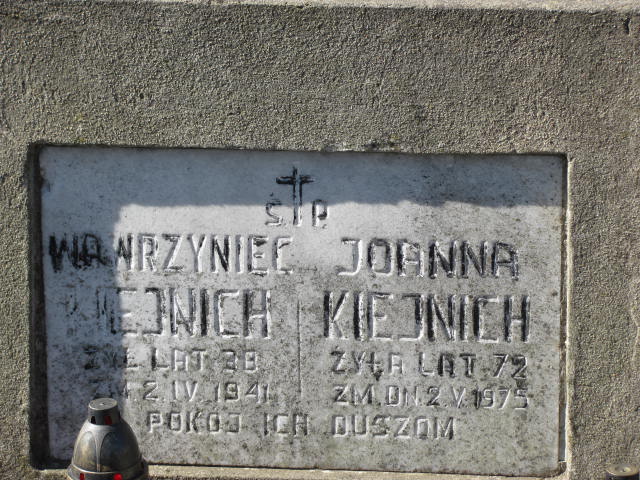 Ś P
WAWRZYNIEC
KIEJNICH
ŻYŁ LAT 38
ZM 2.IV.1941
JOANNA
KIEJNICH
ŻYŁA LAT 72
ZM. DN. 2.V.1975
POKÓJ ICH DUSZOM